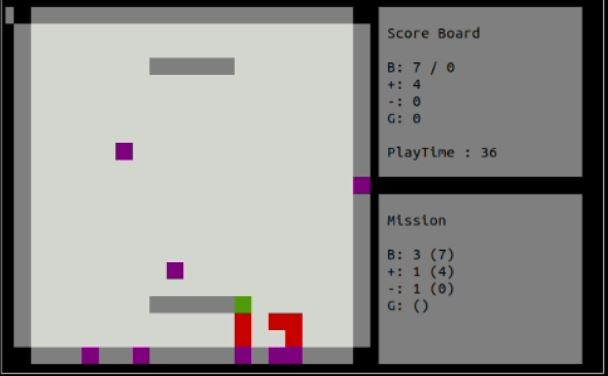 Score Board
B: 7 / 0
+: 4
-: 0
G: 0
PlayTime : 36
Mission
B: 3 (7)
+: 1 (4)
-: 1 (0)
G: ()